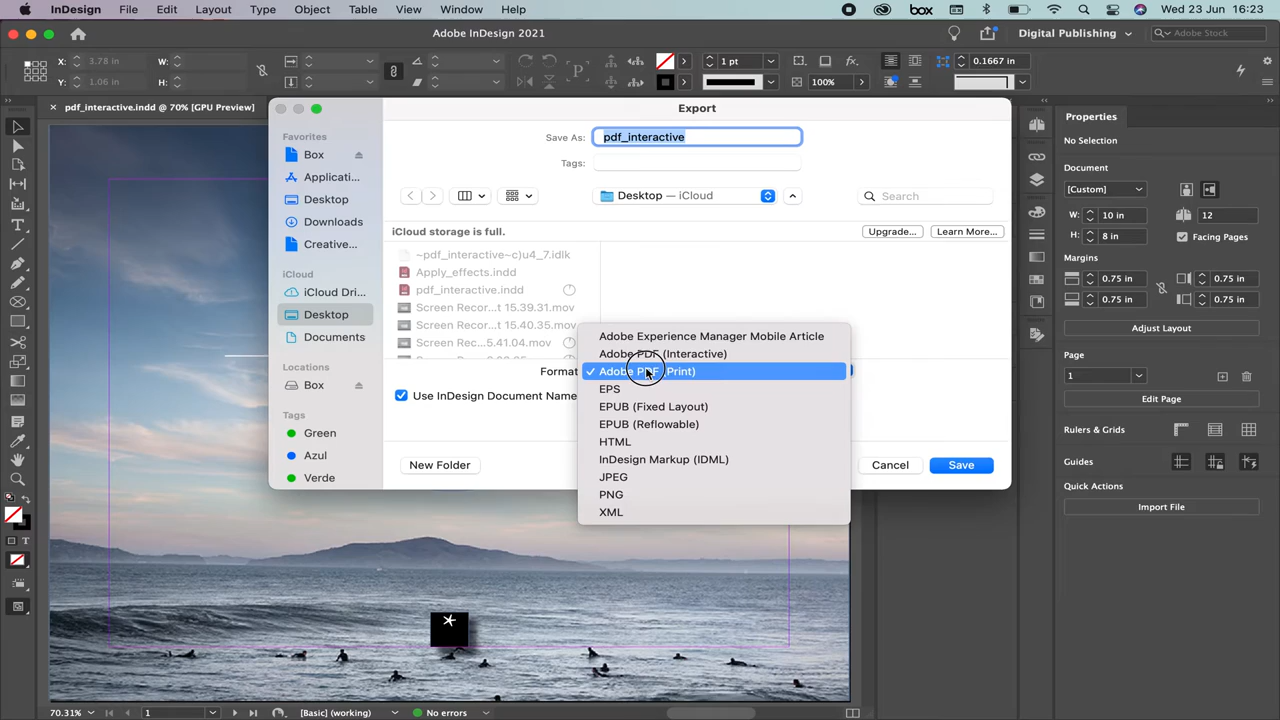 InDesign File Edit Layout Type Object Table View Window Help box Wed 23 Jun 16:23
Adobe InDesign 2021 Digital Publishing Adobe Stock
X: 3.78 in W: 1 pt 0.1667 in
Y: 1.06 in H: 100% fx.
× pdf_interactive.indd @ 70% [GPU Preview]
Export
Save As: pdf_interactive
Tags:
Desktop — iCloud Search
iCloud storage is full. Upgrade... Learn More...
Favorites
Box
Applicati...
Desktop
Downloads
Creative...
iCloud
iCloud Dri...
Desktop
Documents
Locations
Box
Tags
Green
Azul
Verde
~pdf_interactive~c)u4_7.idlk
Apply_effects.indd
pdf_interactive.indd
Screen Recor...t 15.39.31.mov
Screen Recor...t 15.40.35.mov
Screen Rec...5.41.04.mov
Format
Use InDesign Document Name
Adobe Experience Manager Mobile Article
Adobe PDF (Interactive)
✓ Adobe PDF (Print)
EPS
EPUB (Fixed Layout)
EPUB (Reflowable)
HTML
InDesign Markup (IDML)
JPEG
PNG
XML
New Folder Cancel Save
Properties
No Selection
Document
[Custom]
W: 10 in 12
H: 8 in Facing Pages
Margins
0.75 in 0.75 in
0.75 in 0.75 in
Adjust Layout
Page
1
Edit Page
Rulers & Grids
Guides
Quick Actions
Import File
*
70.31% 1 [Basic] (working) No errors